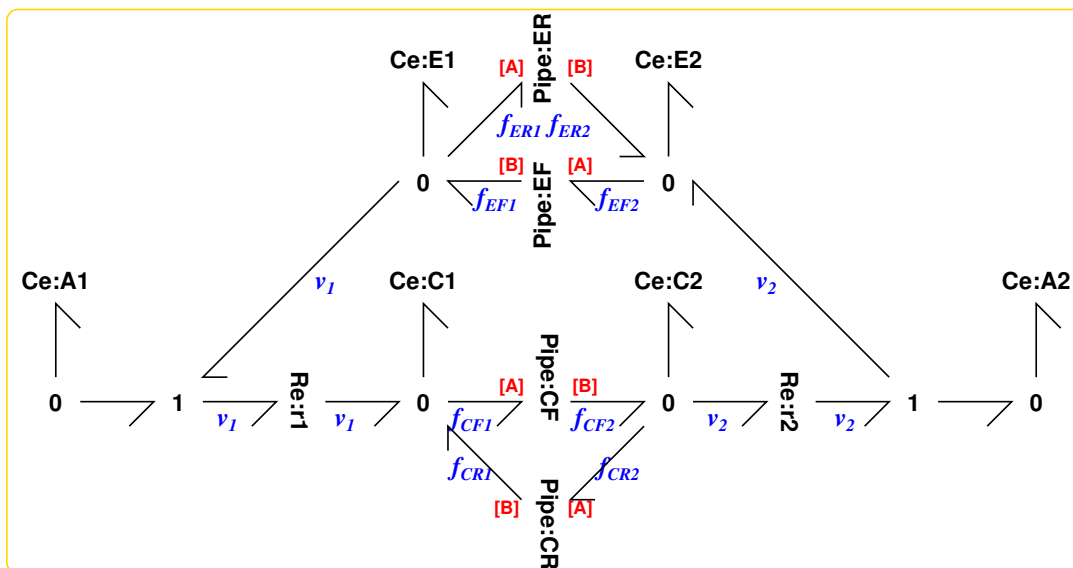 Pipe:ER
Ce:E1 [A] [B] Ce:E2
f_ER1 f_ER2
0 [B] Pipe:EF [A] 0
f_EF1 f_EF2
Ce:A1 v_1 Ce:C1 Ce:C2 v_2 Ce:A2
[A] Pipe:CF [B]
0 1 Re:r1 0 0 Re:r2 1 0
v_1 v_1 f_CF1 f_CF2 v_2 v_2
f_CR1 f_CR2
[B] Pipe:CR [A]